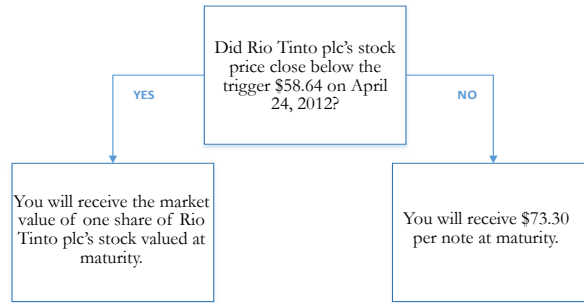 Did Rio Tinto plc's stock
price close below the
trigger $58.64 on April
24, 2012?
YES
NO
You will receive the market
value of one share of Rio
Tinto plc's stock valued at
maturity.
You will receive $73.30
per note at maturity.